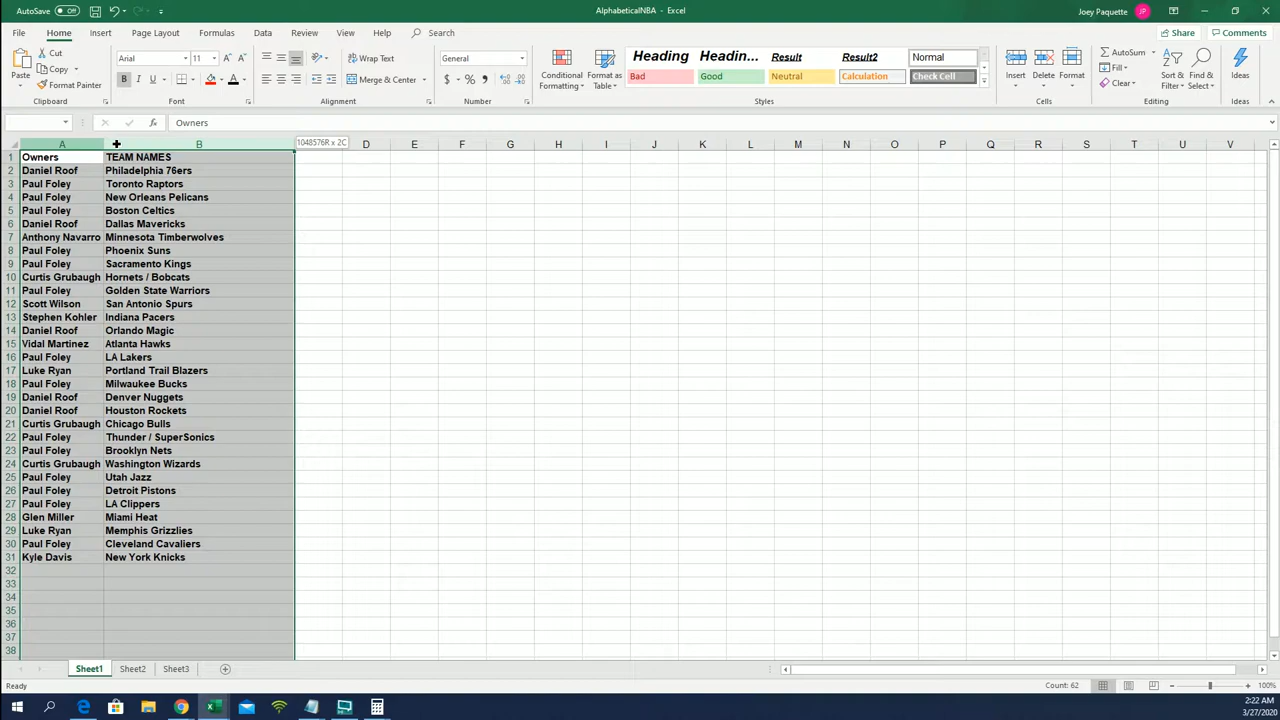 AutoSave Off
AlphabeticalNBA - Excel
Joey Paquette JP
File Home Insert Page Layout Formulas Data Review View Help Search
Share Comments
Paste Cut Copy Format Painter
Arial 11
B I U
Wrap Text
Merge & Center
General
$ % ,
Conditional Formatting
Format as Table
Heading Headin... Result Result2 Normal
Bad Good Neutral Calculation Check Cell
Insert Delete Format
AutoSum Fill Clear
Sort & Filter
Find & Select
Ideas
Clipboard Font Alignment Number Styles Cells Editing Ideas
fx Owners
1048576R x 2C
A B D E F G H I J K L M N O P Q R S T U V
1 Owners TEAM NAMES
2 Daniel Roof Philadelphia 76ers
3 Paul Foley Toronto Raptors
4 Paul Foley New Orleans Pelicans
5 Paul Foley Boston Celtics
6 Daniel Roof Dallas Mavericks
7 Anthony Navarro Minnesota Timberwolves
8 Paul Foley Phoenix Suns
9 Paul Foley Sacramento Kings
10 Curtis Grubaugh Hornets / Bobcats
11 Paul Foley Golden State Warriors
12 Scott Wilson San Antonio Spurs
13 Stephen Kohler Indiana Pacers
14 Daniel Roof Orlando Magic
15 Vidal Martinez Atlanta Hawks
16 Paul Foley LA Lakers
17 Luke Ryan Portland Trail Blazers
18 Paul Foley Milwaukee Bucks
19 Daniel Roof Denver Nuggets
20 Daniel Roof Houston Rockets
21 Curtis Grubaugh Chicago Bulls
22 Paul Foley Thunder / SuperSonics
23 Paul Foley Brooklyn Nets
24 Curtis Grubaugh Washington Wizards
25 Paul Foley Utah Jazz
26 Paul Foley Detroit Pistons
27 Paul Foley LA Clippers
28 Glen Miller Miami Heat
29 Luke Ryan Memphis Grizzlies
30 Paul Foley Cleveland Cavaliers
31 Kyle Davis New York Knicks
32
33
34
35
36
37
38
Sheet1 Sheet2 Sheet3
Ready
Count: 62
100%
2:22 AM
3/27/2020